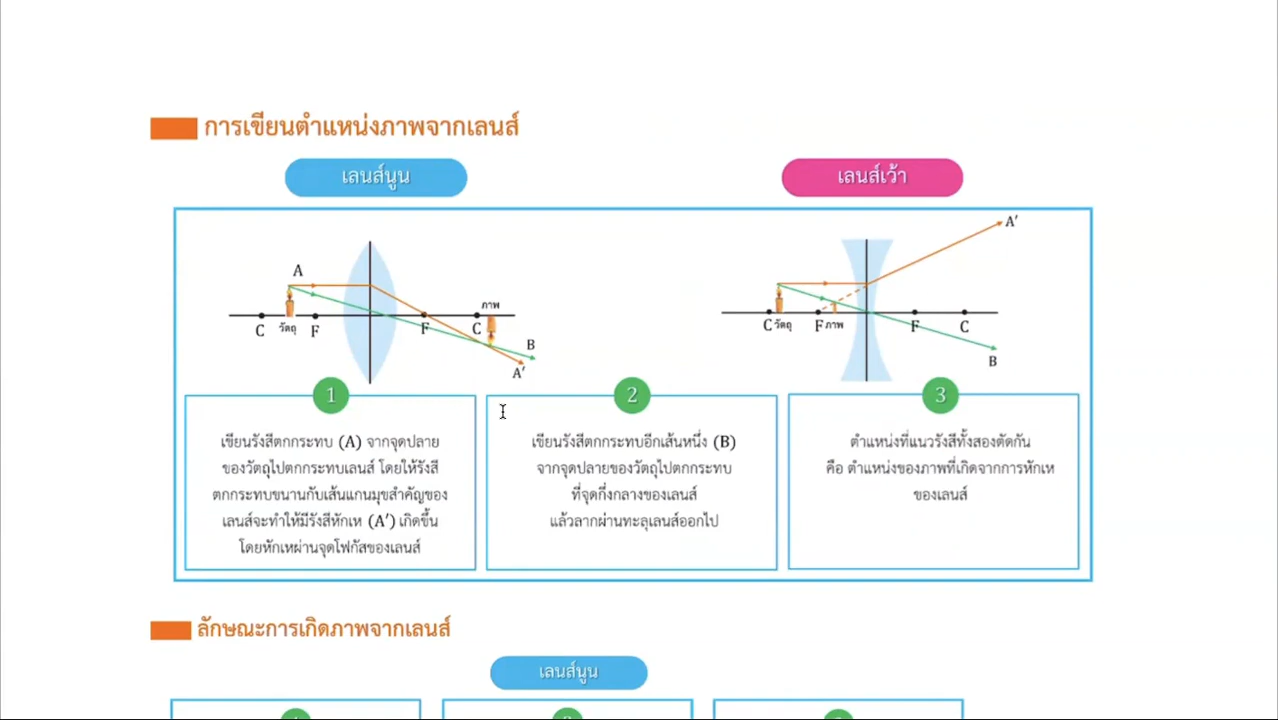 การเขียนตำแหน่งภาพจากเลนส์
เลนส์นูน
เลนส์เว้า
A
C
วัตถุ
F
F
C
ภาพ
B
A′
A′
C
วัตถุ
F
ภาพ
F
C
B
1
เขียนรังสีตกกระทบ (A) จากจุดปลาย
ของวัตถุไปตกกระทบเลนส์ โดยให้รังสี
ตกกระทบขนานกับเส้นแกนมุขสำคัญของ
เลนส์จะทำให้มีรังสีหักเห (A′) เกิดขึ้น
โดยหักเหผ่านจุดโฟกัสของเลนส์
2
เขียนรังสีตกกระทบอีกเส้นหนึ่ง (B)
จากจุดปลายของวัตถุไปตกกระทบ
ที่จุดกึ่งกลางของเลนส์
แล้วลากผ่านทะลุเลนส์ออกไป
3
ตำแหน่งที่แนวรังสีทั้งสองตัดกัน
คือ ตำแหน่งของภาพที่เกิดจากการหักเห
ของเลนส์
ลักษณะการเกิดภาพจากเลนส์
เลนส์นูน